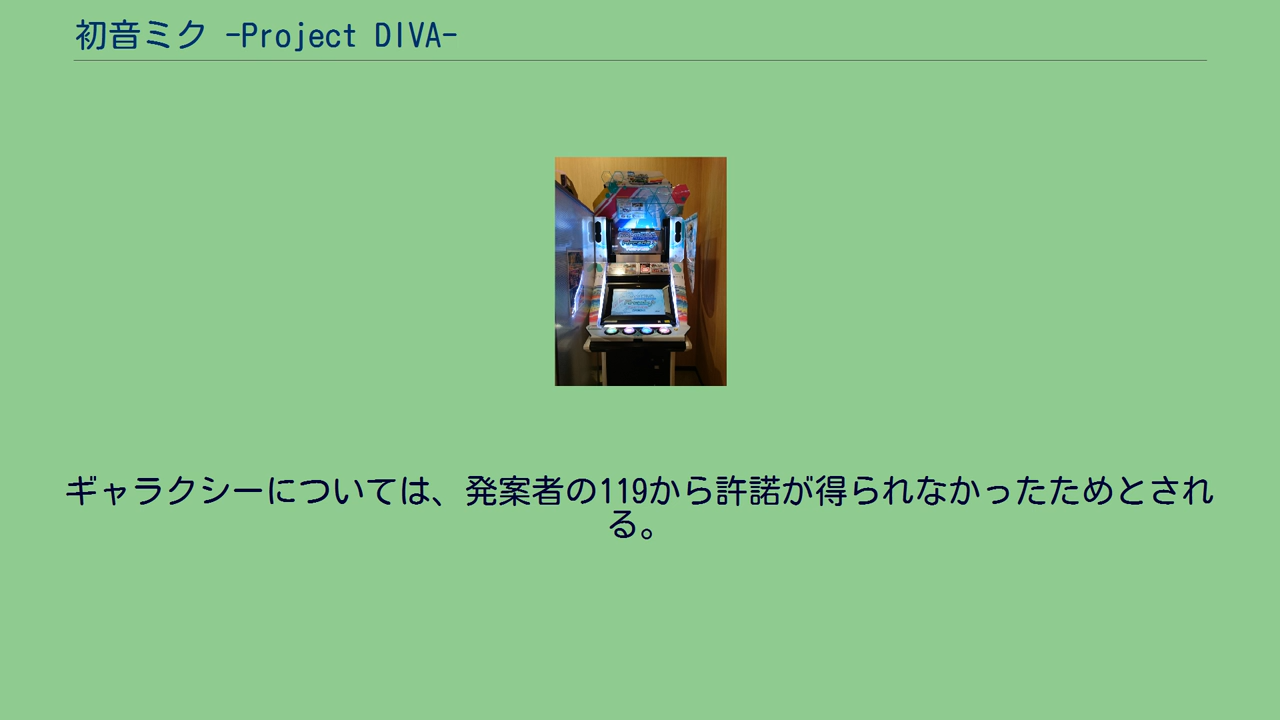 初音ミク -Project DIVA-
ギャラクシーについては、発案者の119から許諾が得られなかったためとされ
る。